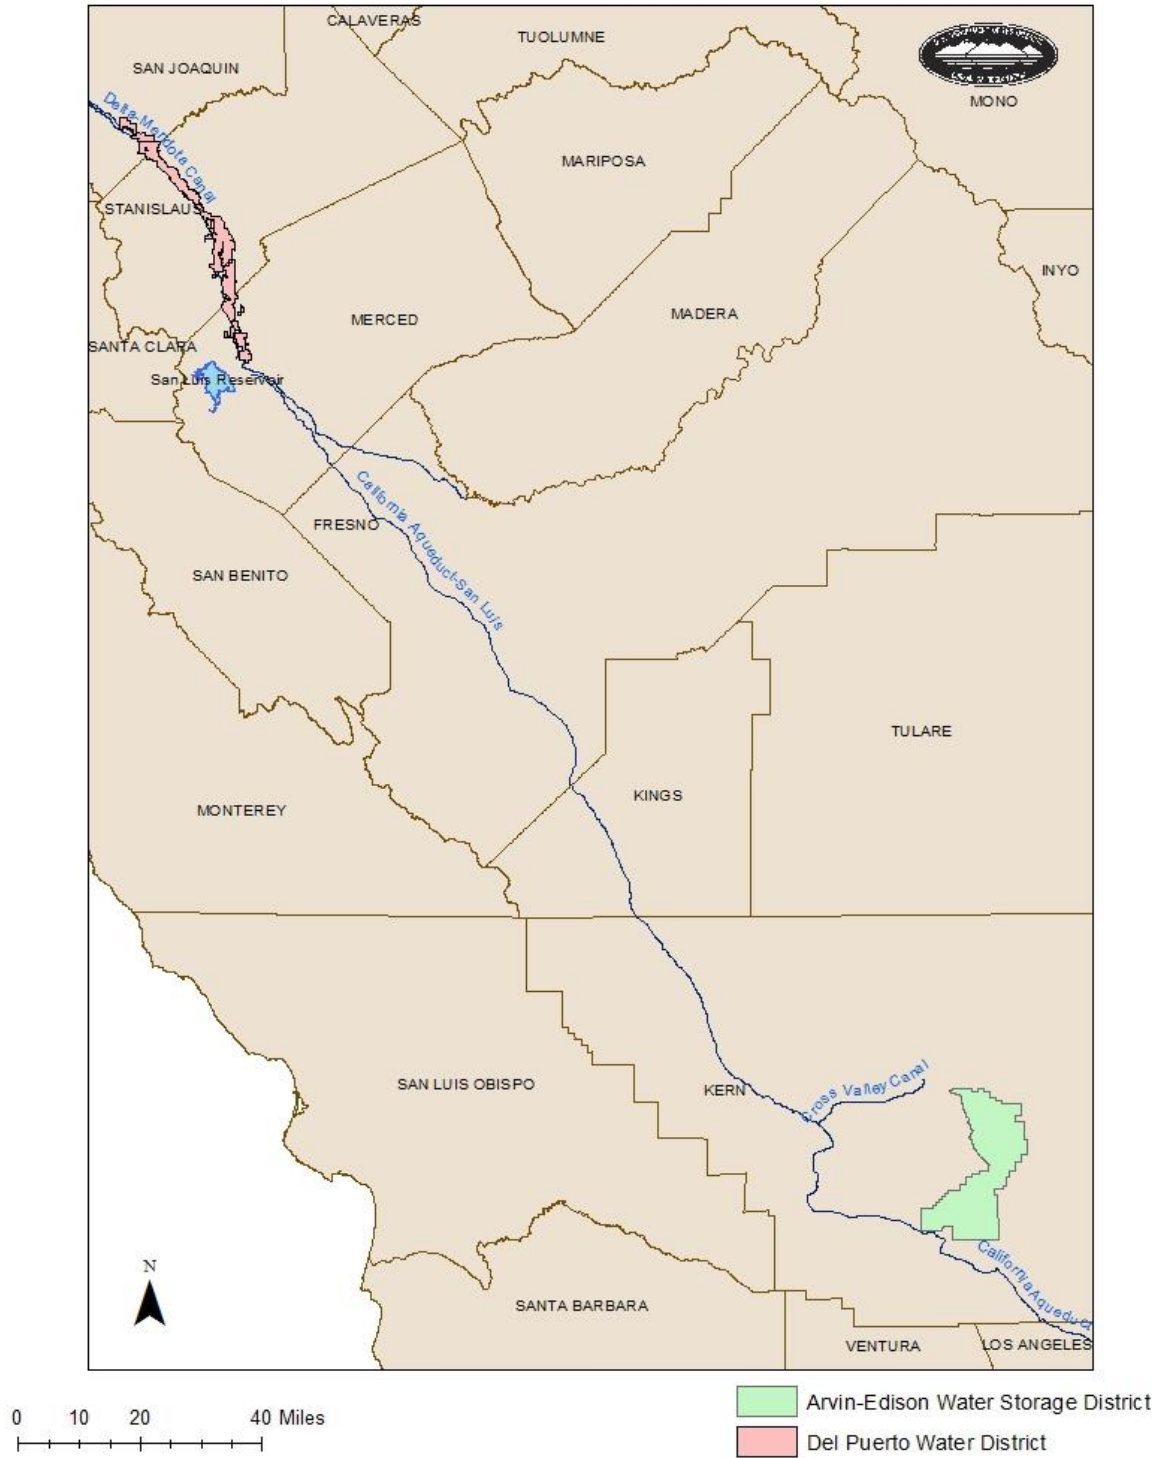 CALAVERAS
TUOLUMNE
SAN JOAQUIN
MONO
Delta-Mendota Canal
MARIPOSA
STANISLAUS
INYO
MERCED
MADERA
SANTA CLARA
San Luis Reservoir
California Aqueduct-San Luis
FRESNO
SAN BENITO
TULARE
KINGS
MONTEREY
SAN LUIS OBISPO
KERN
Cross Valley Canal
California Aqueduct
N
SANTA BARBARA
VENTURA
LOS ANGELES
0 10 20 40 Miles
Arvin-Edison Water Storage District
Del Puerto Water District